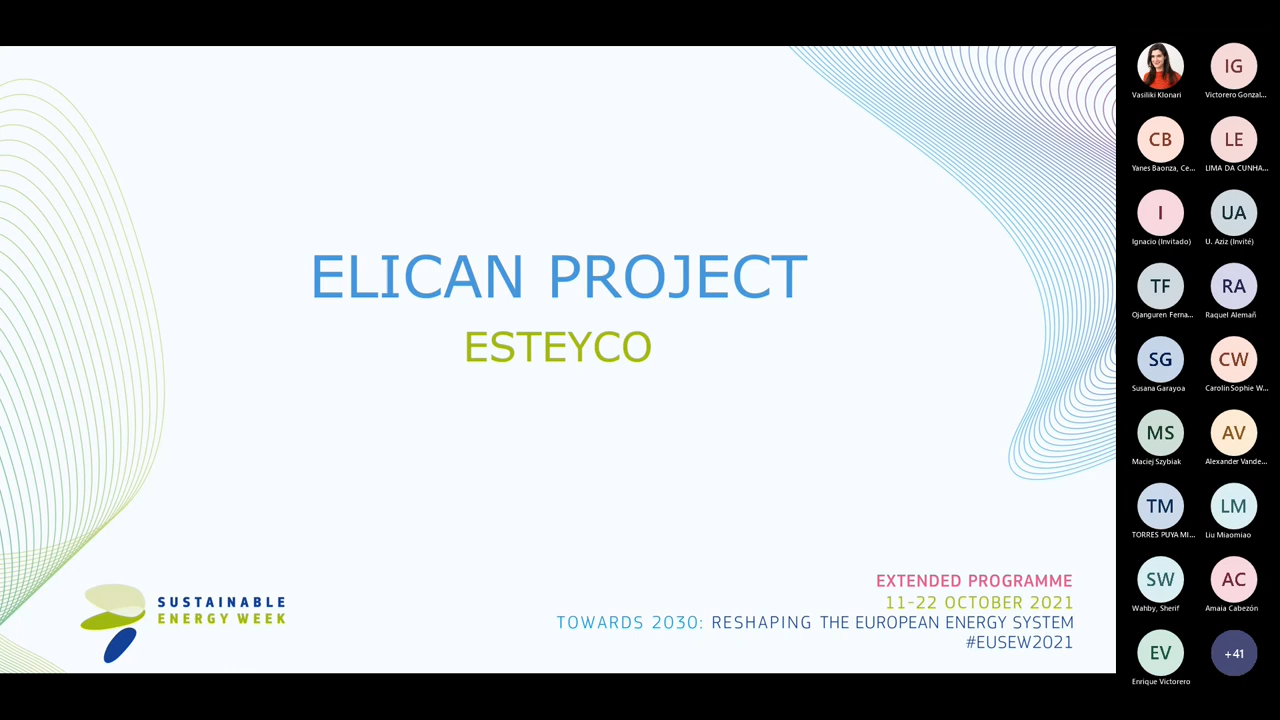 ELICAN PROJECT
ESTEYCO
SUSTAINABLE
ENERGY WEEK
EXTENDED PROGRAMME
11-22 OCTOBER 2021
TOWARDS 2030: RESHAPING THE EUROPEAN ENERGY SYSTEM
#EUSEW2021
Vasiliki Klonari
IG
Victorero Gonzal...
CB
Yanes Baonza, Ce...
LE
LIMA DA CUNHA...
I
Ignacio (Invitado)
UA
U. Aziz (Invité)
TF
Ojanguren Ferna...
RA
Raquel Alemañ
SG
Susana Garayoa
CW
Carolin Sophie W...
MS
Maciej Szybiak
AV
Alexander Vande...
TM
TORRES PUYA MI...
LM
Liu Miaomiao
SW
Wahby, Sherif
AC
Amaia Cabezón
EV
Enrique Victorero
+41